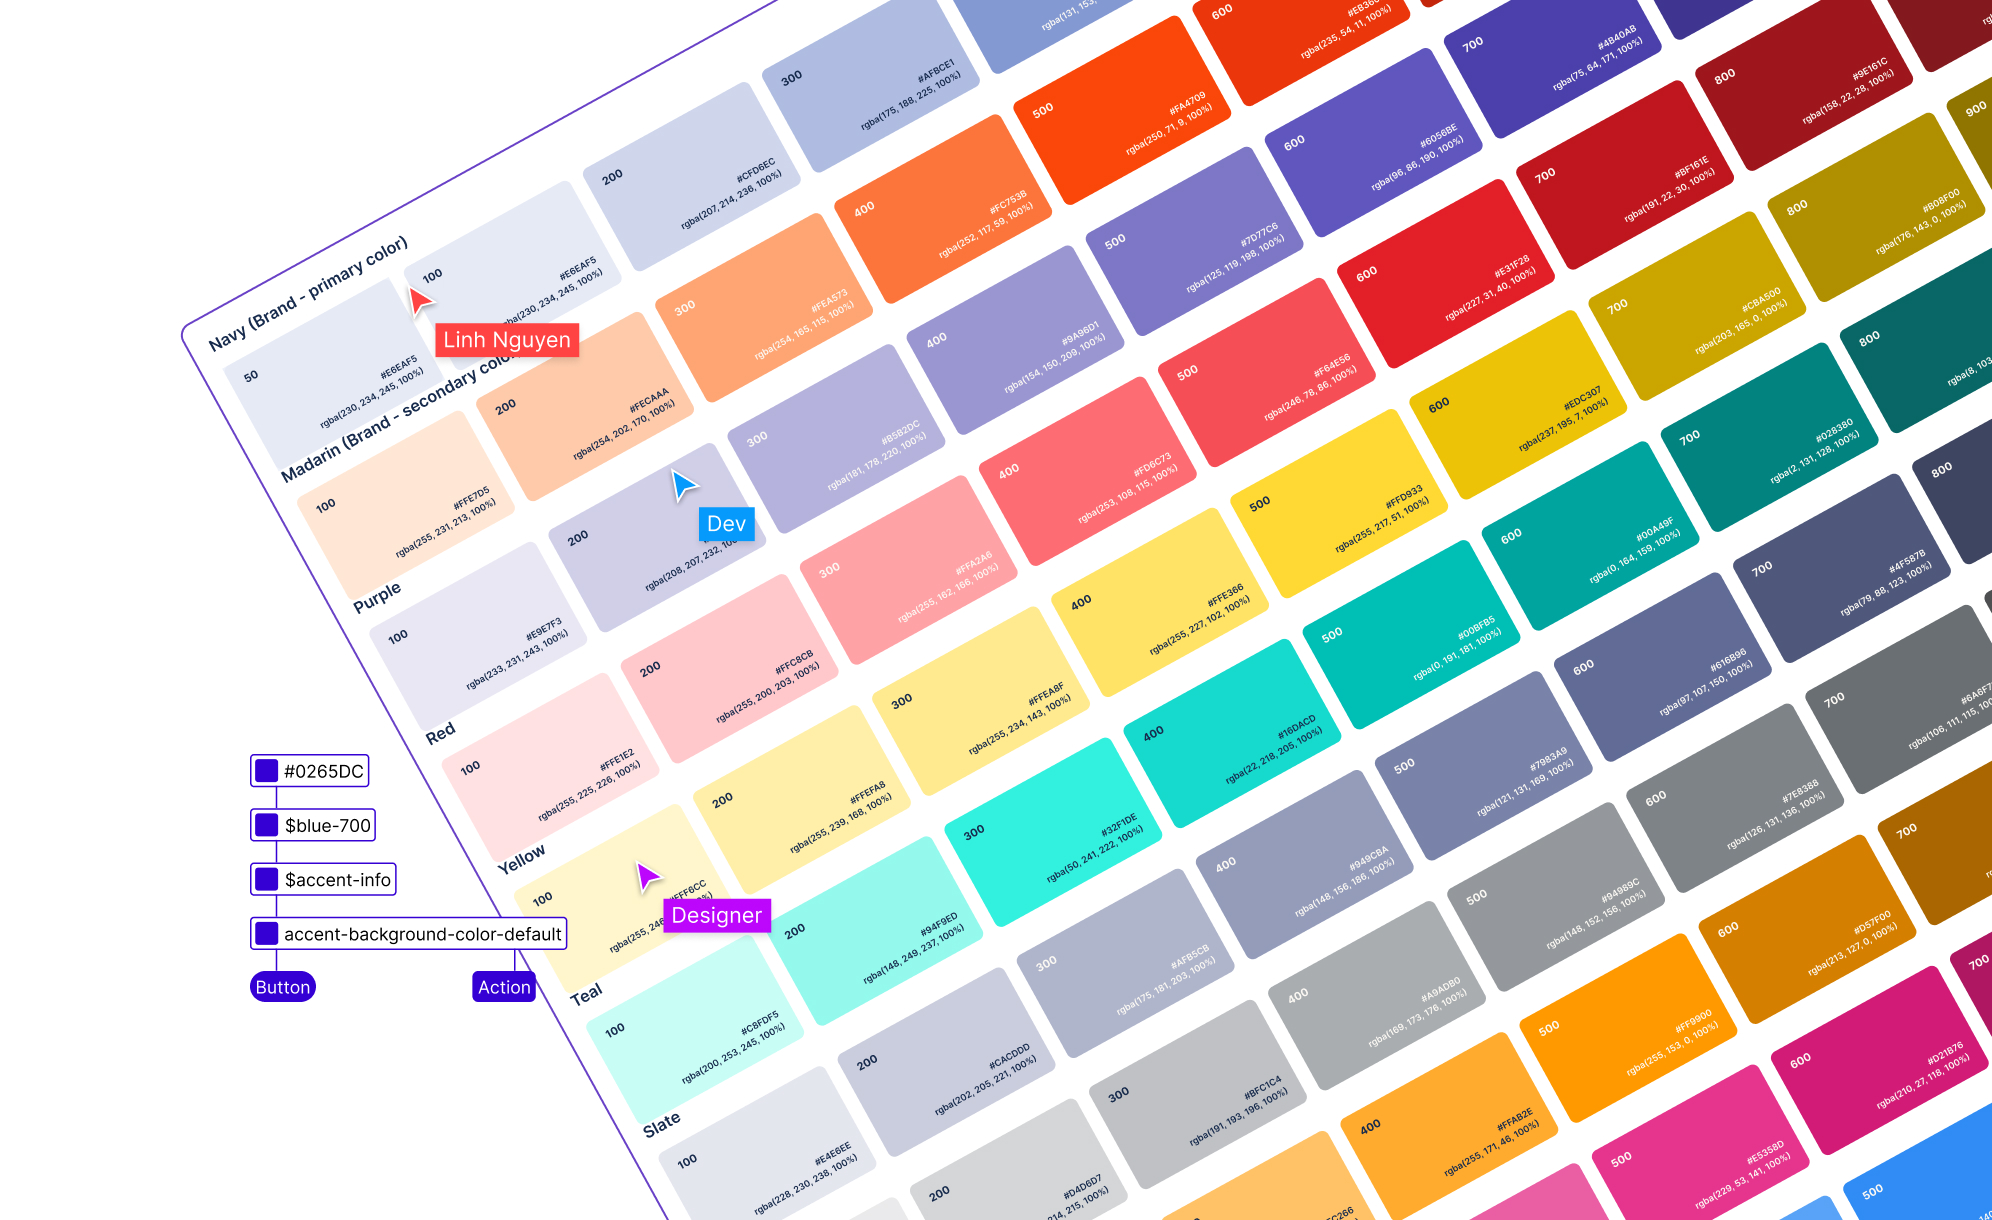 Navy (Brand - primary color)
50
#E6EAF5
rgba(230, 234, 245, 100%)
100
#E6EAF5
rgba(230, 234, 245, 100%)
200
#CFD6EC
rgba(207, 214, 236, 100%)
300
#AFBCE1
rgba(175, 188, 225, 100%)
Linh Nguyen
Madarin (Brand - secondary
100
#FFE7D5
rgba(255, 231, 213, 100%)
200
#FECAAA
rgba(254, 202, 170, 100%)
300
#FEA573
rgba(254, 165, 115, 100%)
400
#FC753B
rgba(252, 117, 59, 100%)
500
#FA4709
rgba(250, 71, 9, 100%)
600
rgba(235, 54, 11, 100%)
Purple
100
#E9E7F3
rgba(233, 231, 243, 100%)
200
rgba(208, 207, 232,
Dev
300
#B5B2DC
rgba(181, 178, 220, 100%)
400
#9A96D1
rgba(154, 150, 209, 100%)
500
#7D77C6
rgba(125, 119, 198, 100%)
600
#6056BE
rgba(96, 86, 190, 100%)
700
#4B40AB
rgba(75, 64, 171, 100%)
Red
100
#FFE1E2
rgba(255, 225, 226, 100%)
200
#FFC8CB
rgba(255, 200, 203, 100%)
300
#FFA2A6
rgba(255, 162, 166, 100%)
400
#FD6C73
rgba(253, 108, 115, 100%)
500
#F64E56
rgba(246, 78, 86, 100%)
600
#E31F28
rgba(227, 31, 40, 100%)
700
#BF161E
rgba(191, 22, 30, 100%)
800
#9E161C
rgba(158, 22, 28, 100%)
Yellow
100
#FFF6CC
rgba(255, 246,
Designer
200
#FFEFA8
rgba(255, 239, 168, 100%)
300
#FFEA8F
rgba(255, 234, 143, 100%)
400
#FFE366
rgba(255, 227, 102, 100%)
500
#FFD933
rgba(255, 217, 51, 100%)
600
#EDC307
rgba(237, 195, 7, 100%)
700
#CBA500
rgba(203, 165, 0, 100%)
800
#B08F00
rgba(176, 143, 0, 100%)
900
Teal
100
#C8FDF5
rgba(200, 253, 245, 100%)
200
#94F9ED
rgba(148, 249, 237, 100%)
300
#32F1DE
rgba(50, 241, 222, 100%)
400
#16DACD
rgba(22, 218, 205, 100%)
500
#00BFB5
rgba(0, 191, 181, 100%)
600
#00A49F
rgba(0, 164, 159, 100%)
700
#028380
rgba(2, 131, 128, 100%)
800
rgba(8, 103,
Slate
100
#E4E6EE
rgba(228, 230, 238, 100%)
200
#CACDDD
rgba(202, 205, 221, 100%)
300
#AFB5CB
rgba(175, 181, 203, 100%)
400
#949CBA
rgba(148, 156, 186, 100%)
500
#7983A9
rgba(121, 131, 169, 100%)
600
#616B96
rgba(97, 107, 150, 100%)
700
#4F587B
rgba(79, 88, 123, 100%)
800
200
#D4D6D7
214, 215, 100%)
300
#BFC1C4
rgba(191, 193, 196, 100%)
400
#A9ADB0
rgba(169, 173, 176, 100%)
500
#94989C
rgba(148, 152, 156, 100%)
600
#7E8388
rgba(126, 131, 136, 100%)
700
rgba(106, 111, 115,
400
#FFAB2E
rgba(255, 171, 46, 100%)
500
#FF9900
rgba(255, 153, 0, 100%)
600
#D57F00
rgba(213, 127, 0, 100%)
700
500
#E5358D
rgba(229, 53, 141, 100%)
600
#D21B76
rgba(210, 27, 118, 100%)
700
500
#0265DC
$blue-700
$accent-info
accent-background-color-default
Button
Action